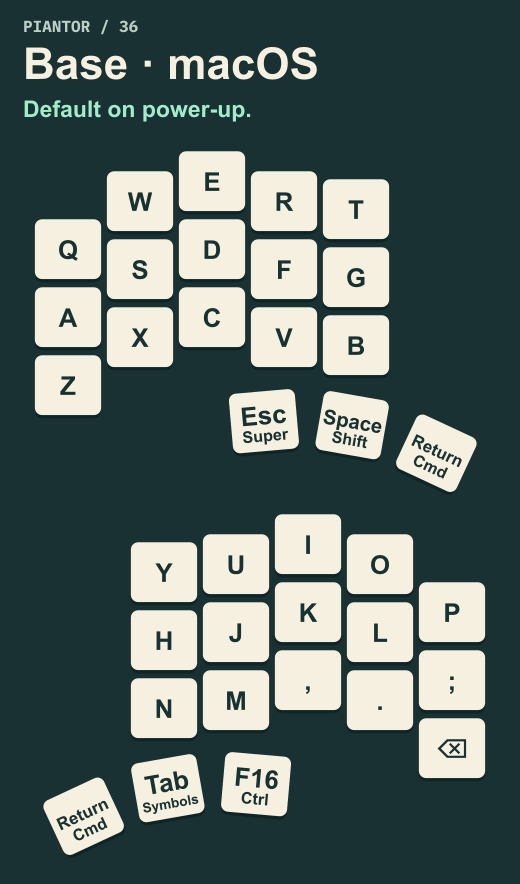 PIANTOR / 36
Base · macOS
Default on power-up.
Q W E R T
A S D F G
Z X C V B
Esc Super
Space Shift
Return Cmd
Y U I O P
H J K L ;
N M , .
Return Cmd
Tab Symbols
F16 Ctrl